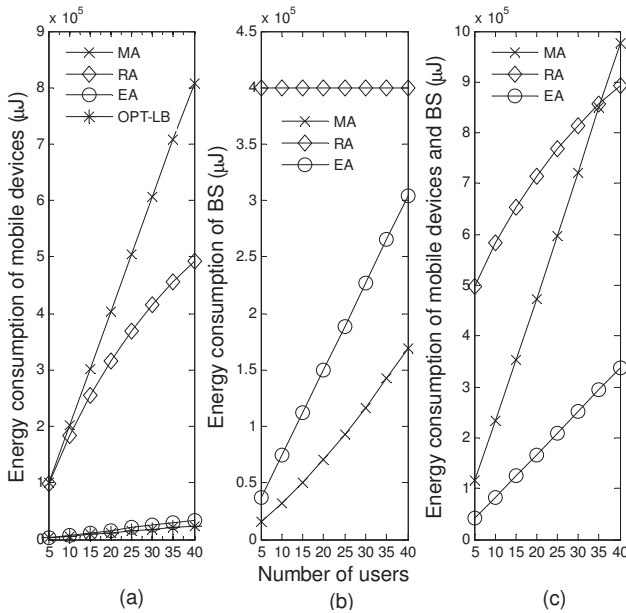 x 10^5
Energy consumption of mobile devices (μJ)
9
8
7
6
5
4
3
2
1
0
MA
RA
EA
OPT-LB
5 10 15 20 25 30 35 40
(a)
x 10^5
Energy consumption of BS (μJ)
4.5
4
3.5
3
2.5
2
1.5
1
0.5
0
MA
RA
EA
5 10 15 20 25 30 35 40
Number of users
(b)
x 10^5
Energy consumption of mobile devices and BS (μJ)
10
9
8
7
6
5
4
3
2
1
0
MA
RA
EA
5 10 15 20 25 30 35 40
(c)